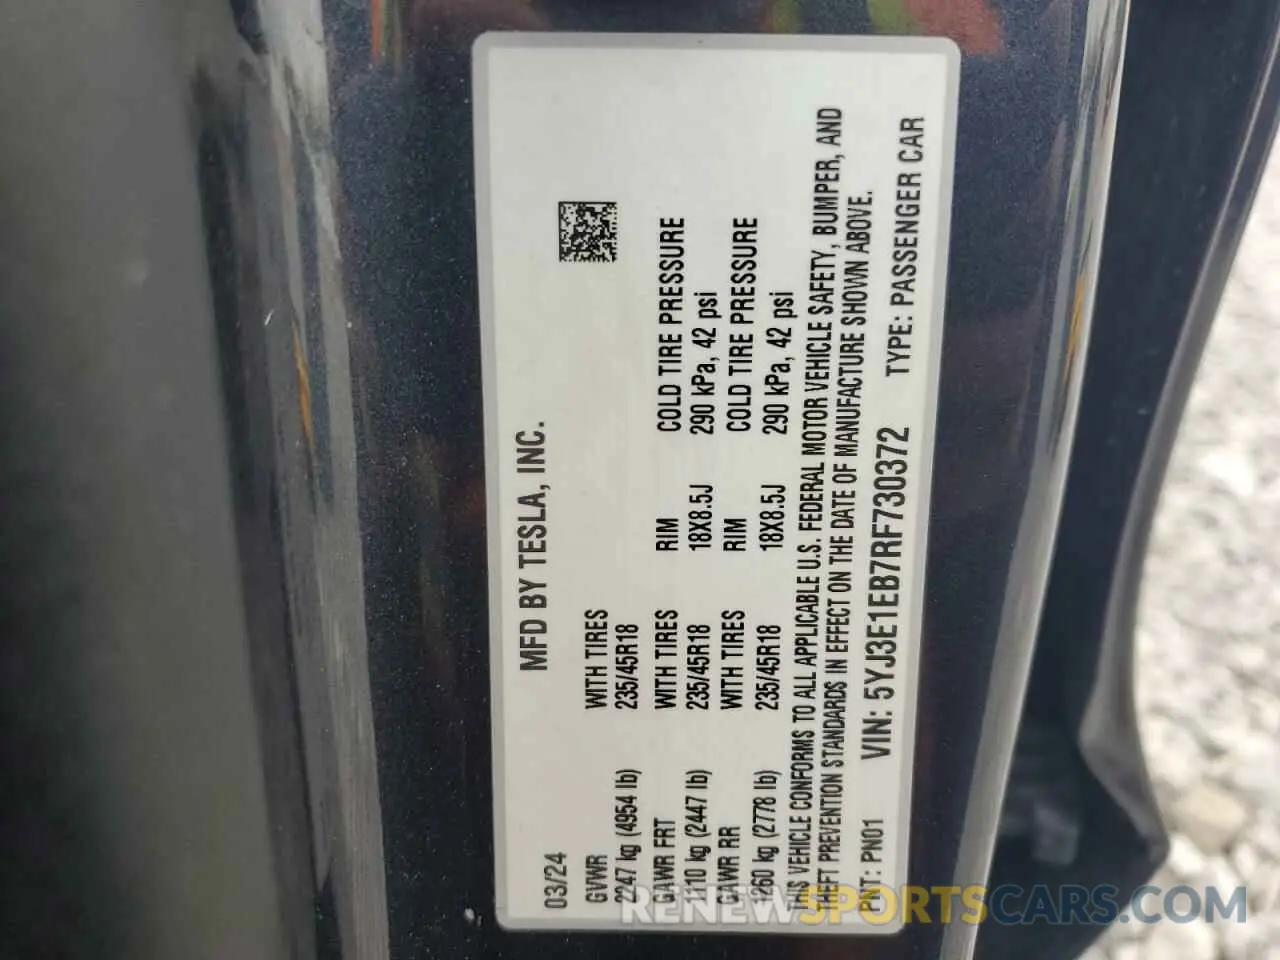 MFD BY TESLA, INC.
03/24
GVWR WITH TIRES
2247 kg (4954 lb) 235/45R18
GAWR FRT WITH TIRES RIM COLD TIRE PRESSURE
1110 kg (2447 lb) 235/45R18 18X8.5J 290 kPa, 42 psi
GAWR RR WITH TIRES RIM COLD TIRE PRESSURE
1260 kg (2778 lb) 235/45R18 18X8.5J 290 kPa, 42 psi
THIS VEHICLE CONFORMS TO ALL APPLICABLE U.S. FEDERAL MOTOR VEHICLE SAFETY, BUMPER, AND
THEFT PREVENTION STANDARDS IN EFFECT ON THE DATE OF MANUFACTURE SHOWN ABOVE.
PNT: PN01 VIN: 5YJ3E1EB7RF730372 TYPE: PASSENGER CAR
RENEWSPORTSCARS.COM